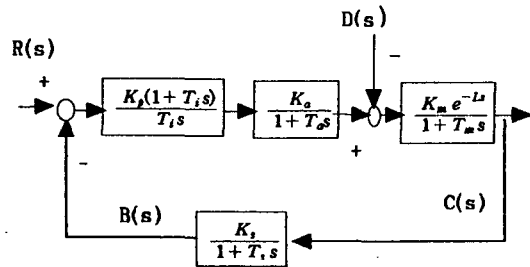 D(s)
R(s)
−
+
K_p(1 + T_i s) / T_i s
K_a / 1 + T_a s
K_m e^{-Ls} / 1 + T_m s
+
−
B(s)
C(s)
K_s / 1 + T_s s